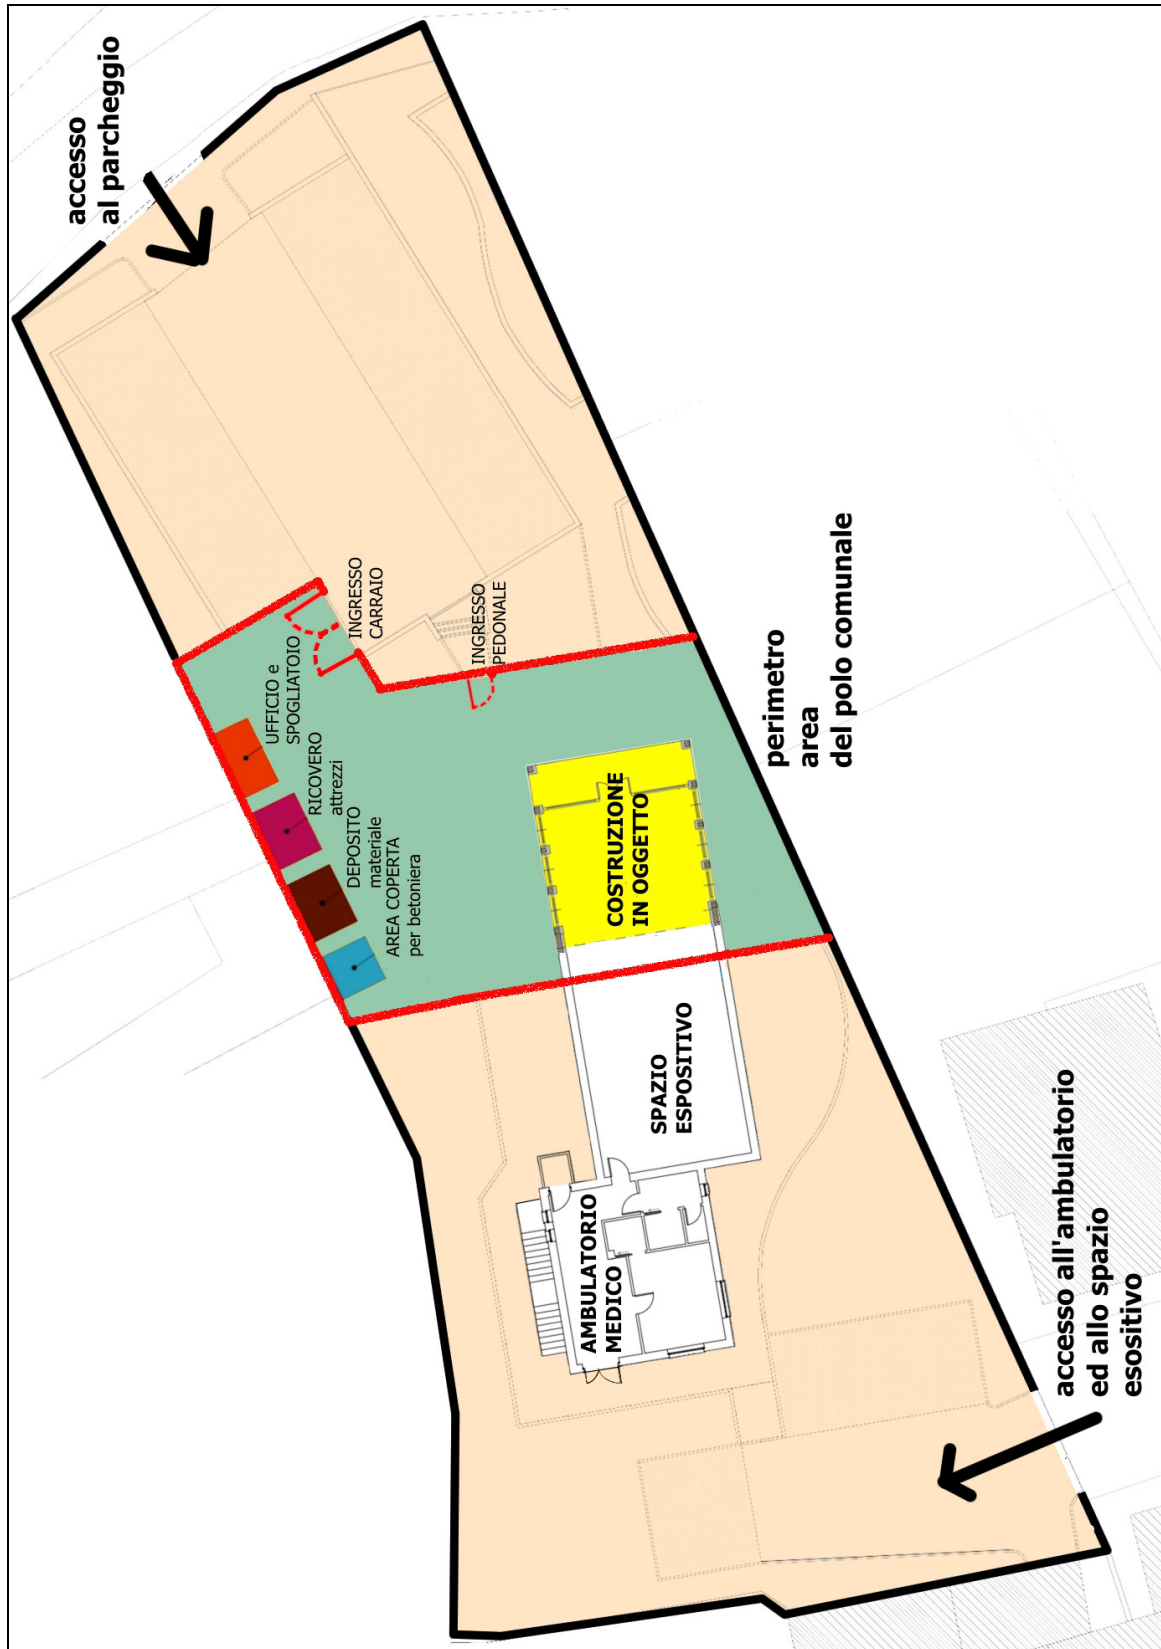 accesso
al parcheggio
INGRESSO
CARRAIO
INGRESSO
PEDONALE
UFFICIO e
SPOGLIATOIO
RICOVERO
attrezzi
DEPOSITO
materiale
AREA COPERTA
per betoniera
COSTRUZIONE
IN OGGETTO
perimetro
area
del polo comunale
SPAZIO
ESPOSITIVO
AMBULATORIO
MEDICO
accesso all'ambulatorio
ed allo spazio
esositivo